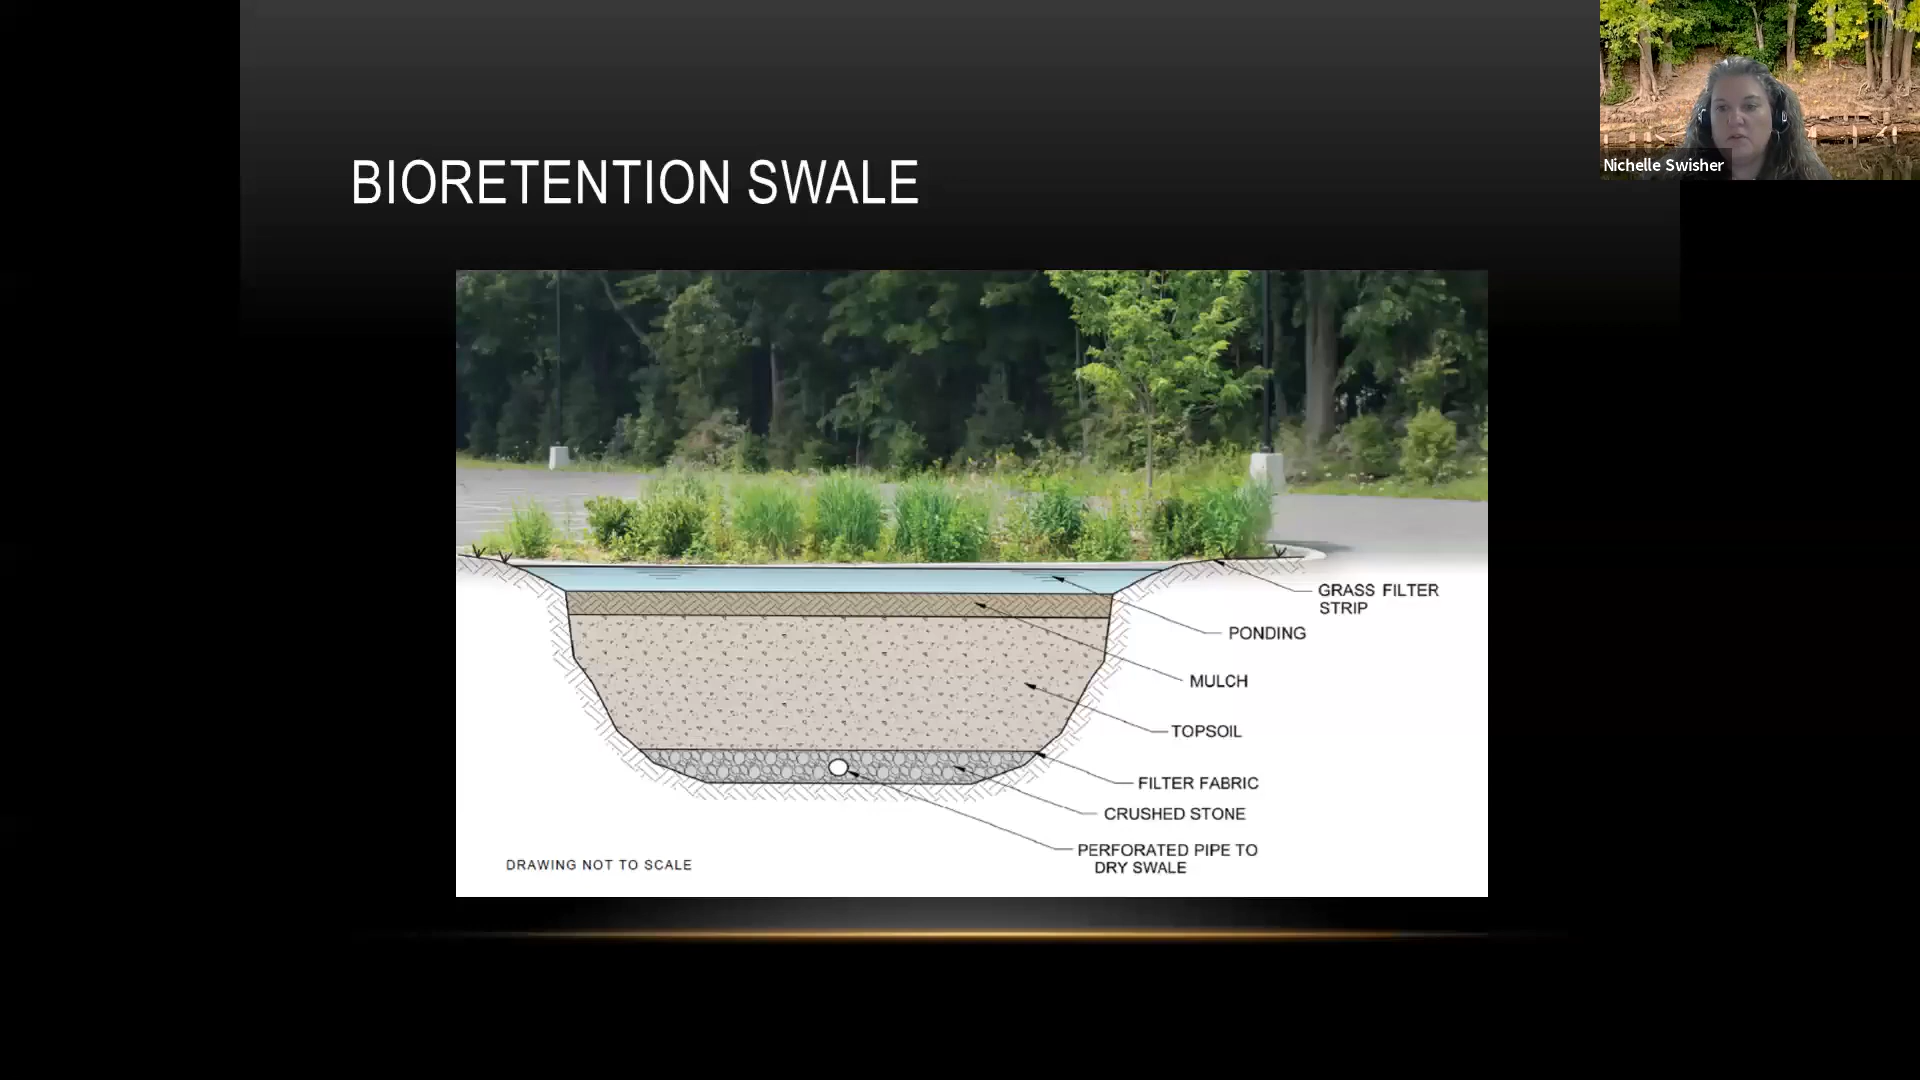 BIORETENTION SWALE
Nichelle Swisher
GRASS FILTER
STRIP
PONDING
MULCH
TOPSOIL
FILTER FABRIC
CRUSHED STONE
PERFORATED PIPE TO
DRY SWALE
DRAWING NOT TO SCALE